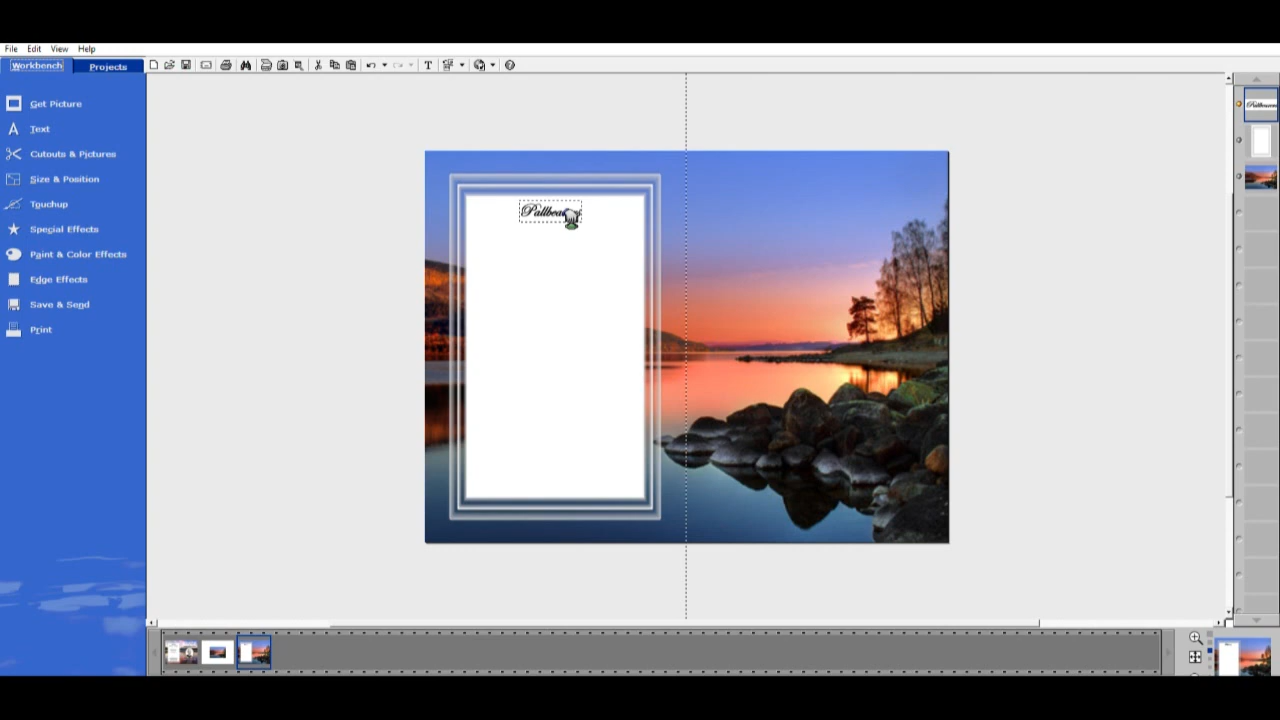 File Edit View Help
Workbench Projects
Get Picture
Text
Cutouts & Pictures
Size & Position
Touchup
Special Effects
Paint & Color Effects
Edge Effects
Save & Send
Print